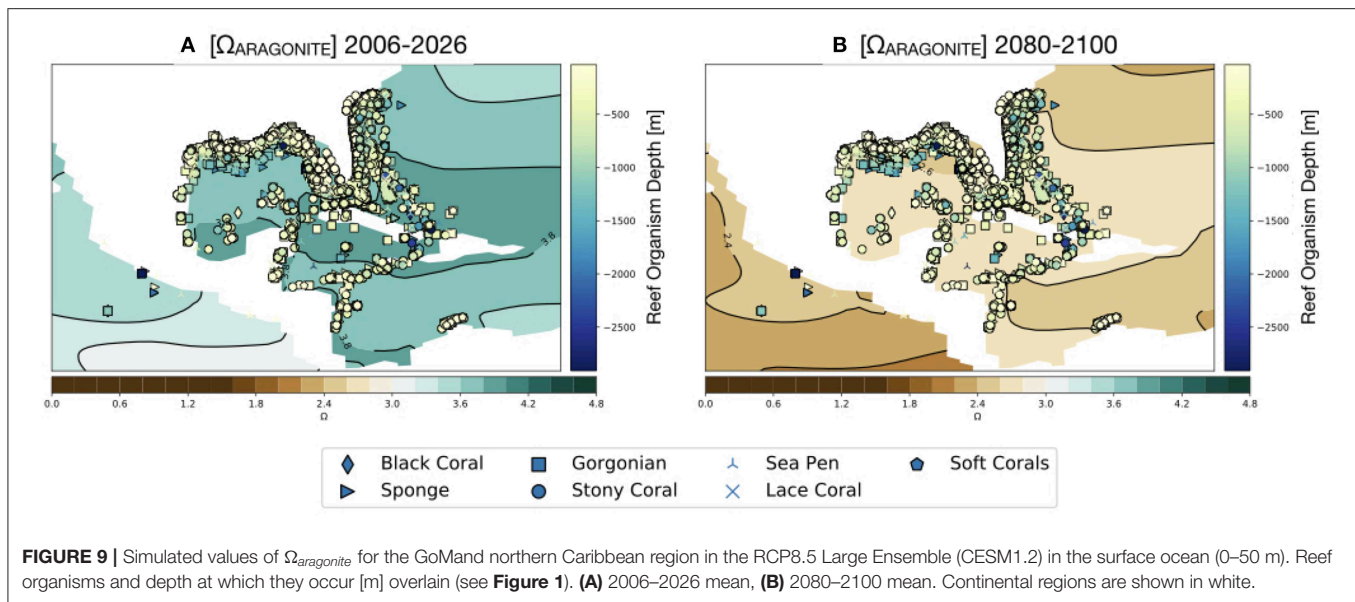 A [ΩARAGONITE] 2006-2026
B [ΩARAGONITE] 2080-2100
3.8
3.8
−500
−1000
−1500
−2000
−2500
Reef Organism Depth [m]
0.0 0.6 1.2 1.8 2.4 3.0 3.6 4.2 4.8
Ω
2.4
−500
−1000
−1500
−2000
−2500
Reef Organism Depth [m]
0.0 0.6 1.2 1.8 2.4 3.0 3.6 4.2 4.8
Ω
Black Coral Gorgonian Sea Pen Soft Corals
Sponge Stony Coral Lace Coral
FIGURE 9 | Simulated values of Ωaragonite for the GoMand northern Caribbean region in the RCP8.5 Large Ensemble (CESM1.2) in the surface ocean (0–50 m). Reef
organisms and depth at which they occur [m] overlain (see Figure 1). (A) 2006–2026 mean, (B) 2080–2100 mean. Continental regions are shown in white.